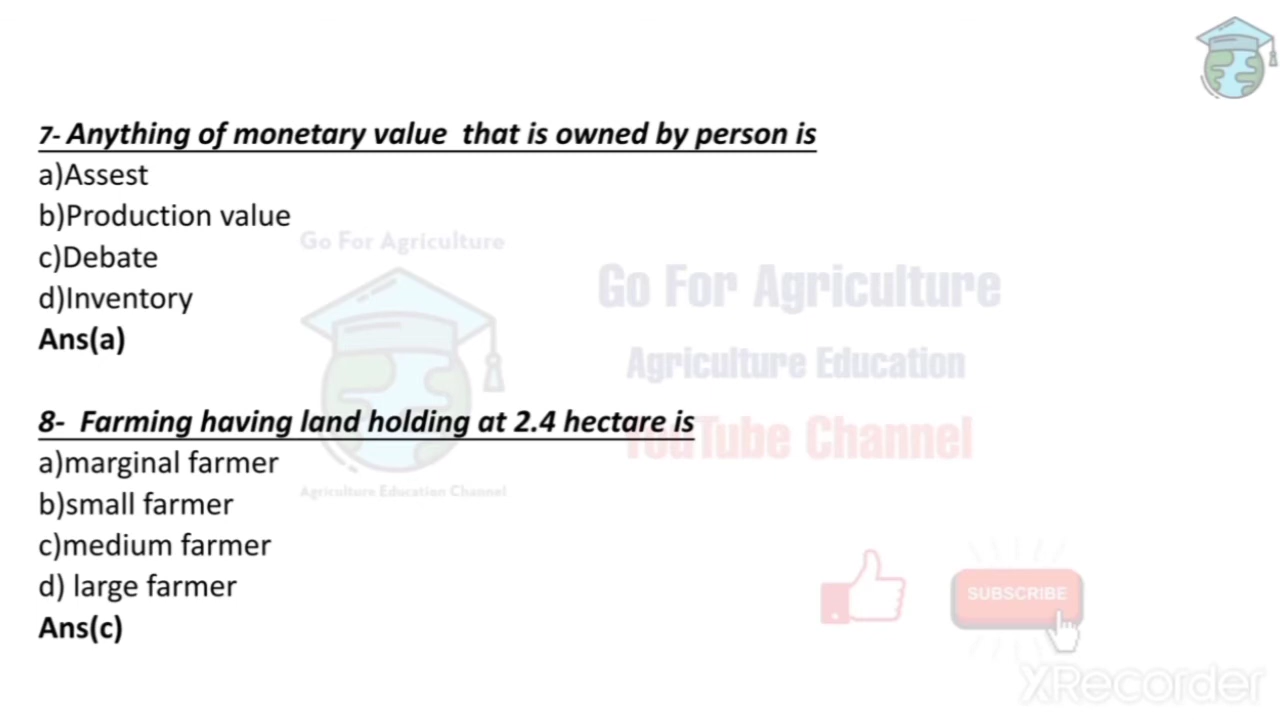 7- Anything of monetary value  that is owned by person is
a)Assest
b)Production value
c)Debate
d)Inventory
Ans(a)
8-  Farming having land holding at 2.4 hectare is
a)marginal farmer
b)small farmer
c)medium farmer
d) large farmer
Ans(c)
Go For Agriculture
Agriculture Education Channel
Go For Agriculture
Agriculture Education
YouTube Channel
SUBSCRIBE
XRecorder